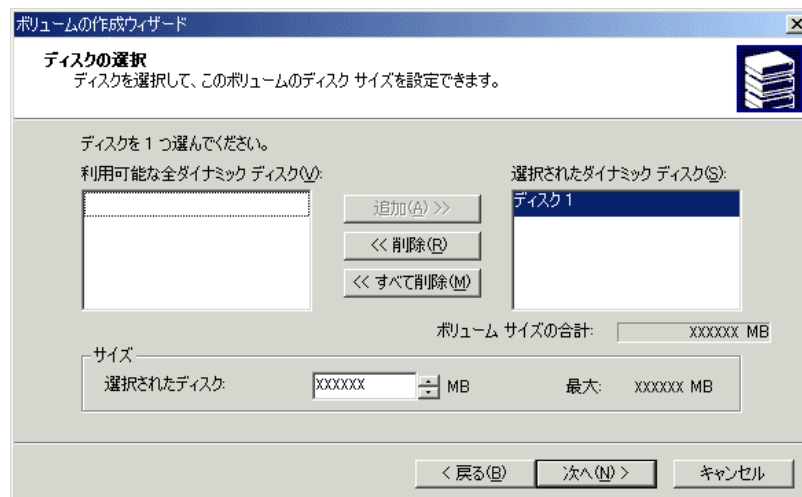 ボリュームの作成ウィザード
ディスクの選択
ディスクを選択して、このボリュームのディスク サイズを設定できます。
ディスクを 1 つ選んでください。
利用可能な全ダイナミック ディスク(V):
選択されたダイナミック ディスク(S):
ディスク 1
追加(A) >>
<< 削除(R)
<< すべて削除(M)
ボリューム サイズの合計: XXXXXX MB
サイズ
選択されたディスク: XXXXXX MB 最大: XXXXXX MB
< 戻る(B) 次へ(N) > キャンセル